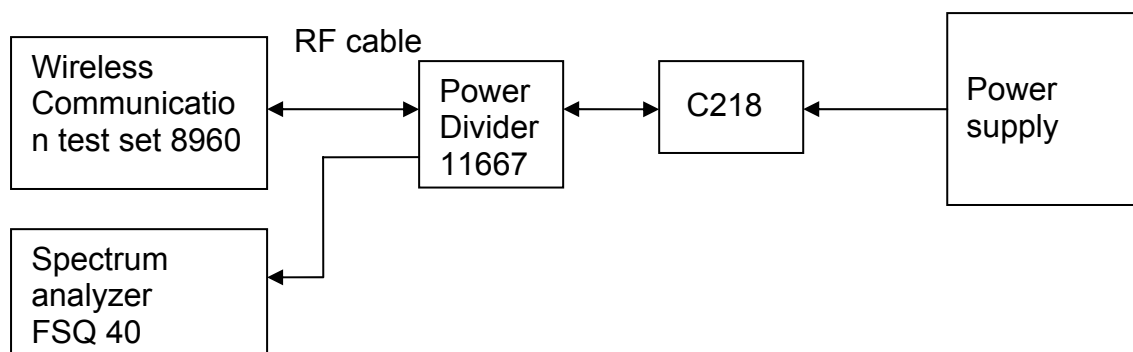 RF cable
Wireless
Communicatio
n test set 8960
Power
Divider
11667
C218
Power
supply
Spectrum
analyzer
FSQ 40